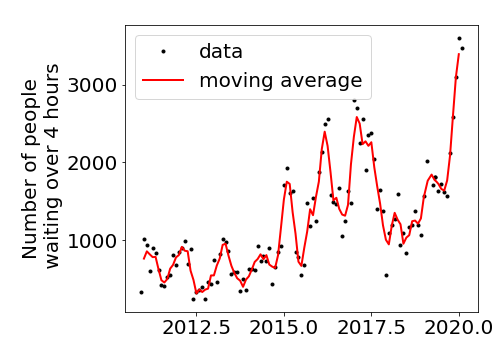 data
moving average
Number of people
waiting over 4 hours
3000
2000
1000
2012.5 2015.0 2017.5 2020.0